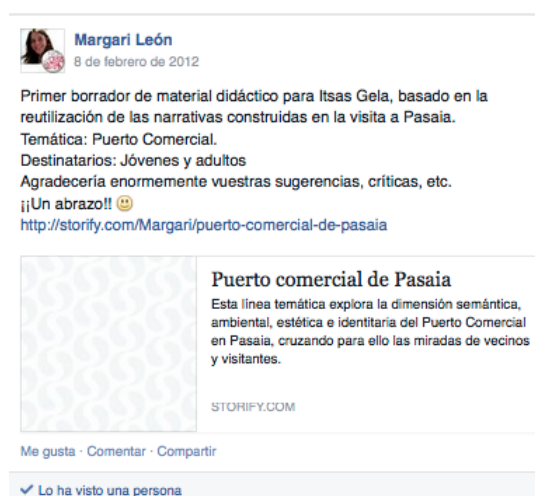 Margari León
8 de febrero de 2012
Primer borrador de material didáctico para Itsas Gela, basado en la
reutilización de las narrativas construidas en la visita a Pasaia.
Temática: Puerto Comercial.
Destinatarios: Jóvenes y adultos
Agradecería enormemente vuestras sugerencias, críticas, etc.
¡¡Un abrazo!! 😃
http://storify.com/Margari/puerto-comercial-de-pasaia
Puerto comercial de Pasaia
Esta línea temática explora la dimensión semántica,
ambiental, estética e identitaria del Puerto Comercial
en Pasaia, cruzando para ello las miradas de vecinos
y visitantes.
STORIFY.COM
Me gusta · Comentar · Compartir
✓ Lo ha visto una persona